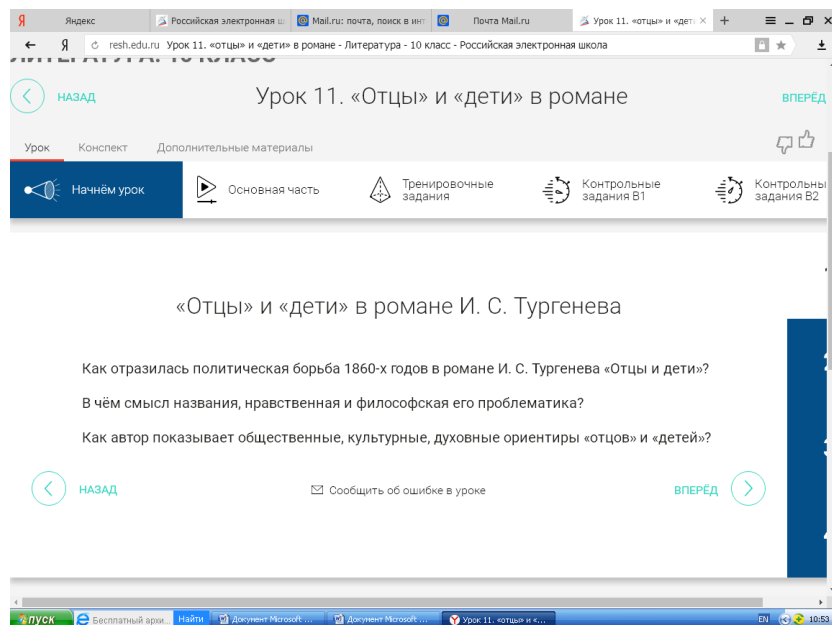 Я Яндекс Российская электронная ш @ Mail.ru: почта, поиск в инт @ Почта Mail.ru Урок 11. «отцы» и «дет
Я resh.edu.ru Урок 11. «отцы» и «дети» в романе - Литература - 10 класс - Российская электронная школа
ЛИТЕРАТУРА. 10 КЛАСС
НАЗАД Урок 11. «Отцы» и «дети» в романе ВПЕРЁД
Урок Конспект Дополнительные материалы
Начнём урок Основная часть Тренировочные задания Контрольные задания В1 Контрольны задания В2
«Отцы» и «дети» в романе И. С. Тургенева
Как отразилась политическая борьба 1860-х годов в романе И. С. Тургенева «Отцы и дети»?
В чём смысл названия, нравственная и философская его проблематика?
Как автор показывает общественные, культурные, духовные ориентиры «отцов» и «детей»?
НАЗАД Сообщить об ошибке в уроке ВПЕРЁД
пуск Бесплатный архи... Найти Документ Microsoft ... Документ Microsoft ... Урок 11. «отцы» и «... EN 10:53